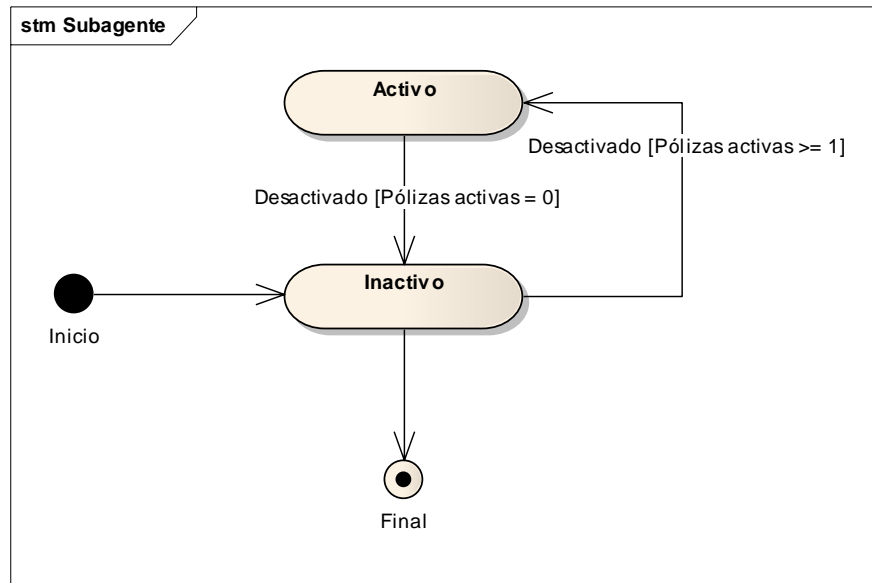 stm Subagente
Activo
Desactivado [Pólizas activas >= 1]
Desactivado [Pólizas activas = 0]
Inactivo
Inicio
Final